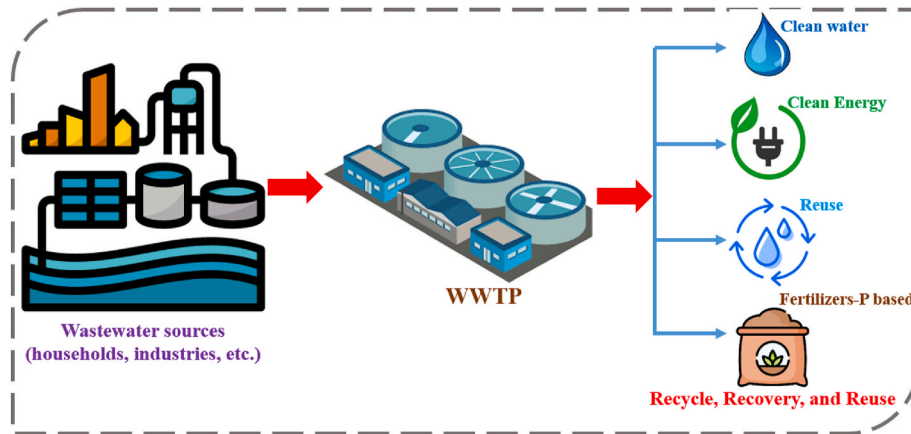 Clean water
Clean Energy
Reuse
Fertilizers-P based
Wastewater sources
(households, industries, etc.)
WWTP
Recycle, Recovery, and Reuse